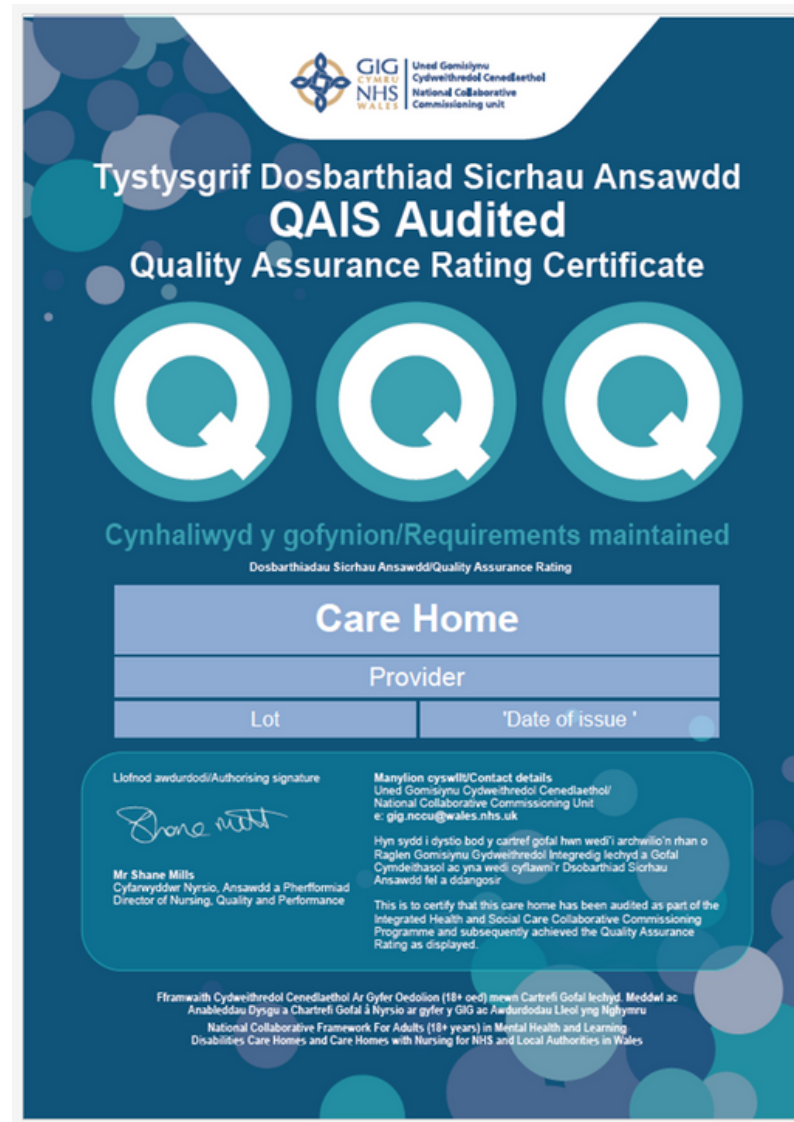 GIG
CYMRU
NHS
WALES
Uned Gomisiynu
Cydweithredol Cenedlaethol
National Collaborative
Commissioning unit
Tystysgrif Dosbarthiad Sicrhau Ansawdd
QAIS Audited
Quality Assurance Rating Certificate
Q Q Q
Cynhaliwyd y gofynion/Requirements maintained
Dosbarthiadau Sicrhau Ansawdd/Quality Assurance Rating
Care Home
Provider
Lot
'Date of issue '
Llofnod awdurdodi/Authorising signature
Shane Mills
Mr Shane Mills
Cyfarwyddwr Nyrsio, Ansawdd a Pherfformiad
Director of Nursing, Quality and Performance
Manylion cyswllt/Contact details
Uned Gomisiynu Cydweithredol Cenedlaethol/
National Collaborative Commissioning Unit
e: gig.nccu@wales.nhs.uk
Hyn sydd i dystio bod y cartref gofal hwn wedi'i archwilio'n rhan o
Raglen Gomisiynu Gydweithredol Integredig Iechyd a Gofal
Cymdeithasol ac yna wedi cyflawni'r Dsobarthiad Sicrhau
Ansawdd fel a ddangosir
This is to certify that this care home has been audited as part of the
Integrated Health and Social Care Collaborative Commissioning
Programme and subsequently achieved the Quality Assurance
Rating as displayed.
Fframwaith Cydweithredol Cenedlaethol Ar Gyfer Oedolion (18+ oed) mewn Cartrefi Gofal Iechyd. Meddwl ac
Anableddau Dysgu a Chartrefi Gofal â Nyrsio ar gyfer y GIG ac Awdurdodau Lleol yng Nghymru
National Collaborative Framework For Adults (18+ years) in Mental Health and Learning
Disabilities Care Homes and Care Homes with Nursing for NHS and Local Authorities in Wales